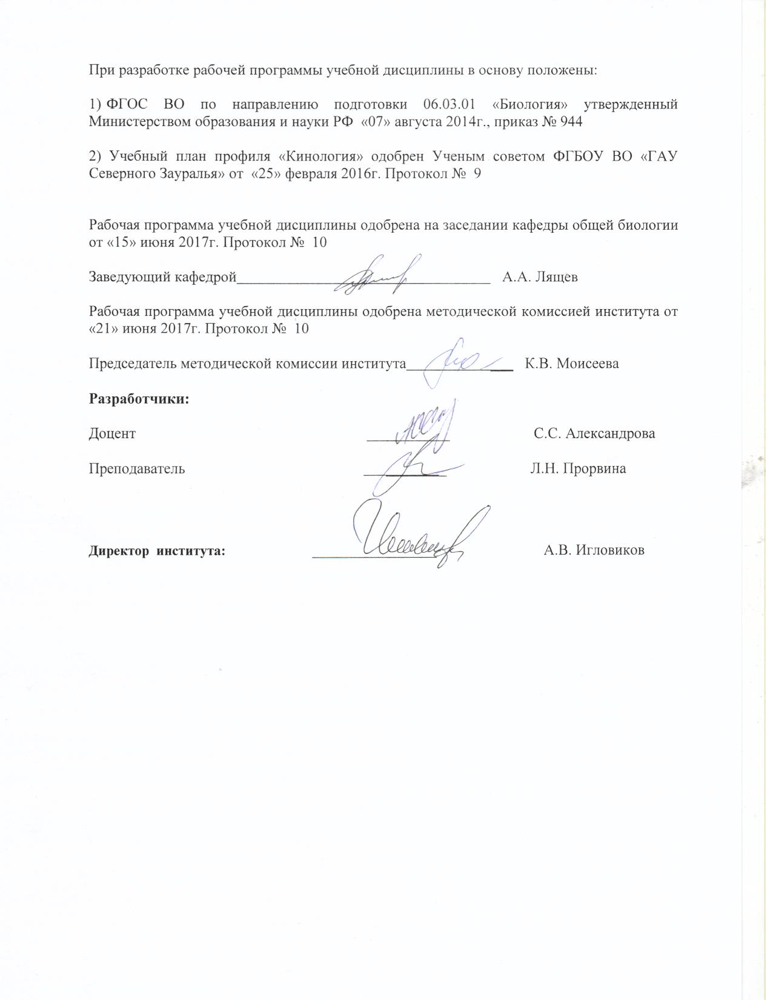 При разработке рабочей программы учебной дисциплины в основу положены:
1) ФГОС ВО по направлению подготовки 06.03.01 «Биология» утвержденный
Министерством образования и науки РФ «07» августа 2014г., приказ № 944
2) Учебный план профиля «Кинология» одобрен Ученым советом ФГБОУ ВО «ГАУ
Северного Зауралья» от «25» февраля 2016г. Протокол № 9
Рабочая программа учебной дисциплины одобрена на заседании кафедры общей биологии
от «15» июня 2017г. Протокол № 10
Заведующий кафедрой________________________________ А.А. Лящев
Рабочая программа учебной дисциплины одобрена методической комиссией института от
«21» июня 2017г. Протокол № 10
Председатель методической комиссии института______________ К.В. Моисеева
Разработчики:
Доцент ___________ С.С. Александрова
Преподаватель ___________ Л.Н. Прорвина
Директор института: ________________ А.В. Игловиков